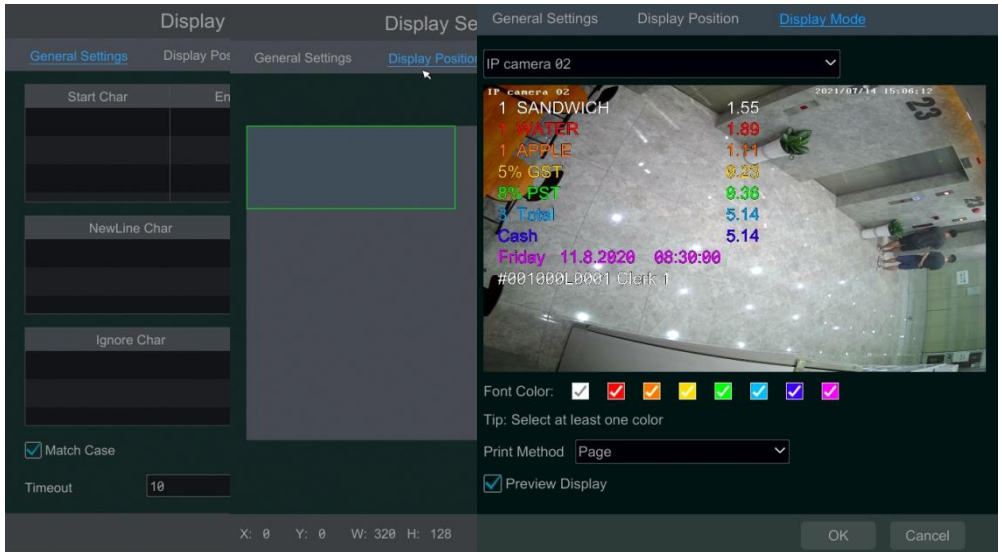 Display
General Settings Display Pos
Start Char En
NewLine Char
Ignore Char
Match Case
Timeout 10
Display Se
General Settings Display Position
X: 0 Y: 0 W: 320 H: 128
General Settings Display Position Display Mode
IP camera 02
IP camera 02 2021/07/14 15:06:12
1 SANDWICH 1.55
1 WATER 1.89
1 APPLE 1.11
5% GST 0.23
8% PST 0.36
3 Total 5.14
Cash 5.14
Friday 11.8.2020 08:30:00
#001000L0001 Clerk 1
23
Font Color:
Tip: Select at least one color
Print Method Page
Preview Display
OK Cancel